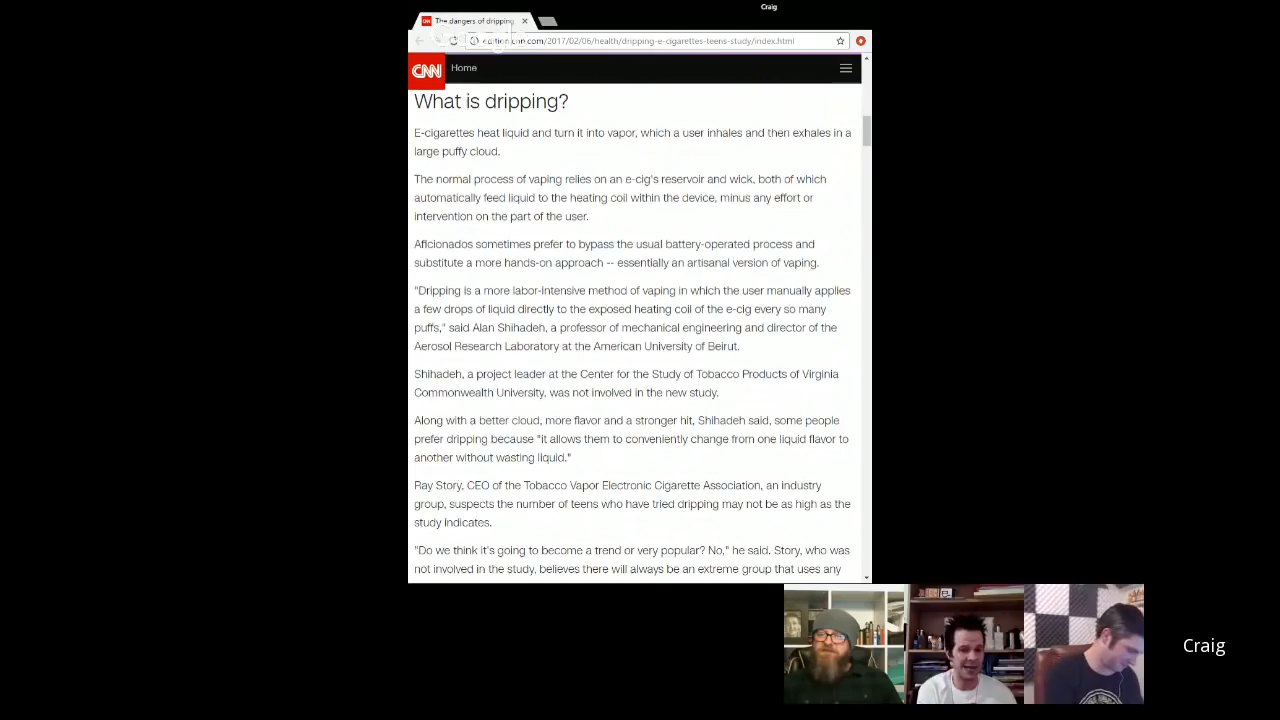 Craig
CNN The dangers of dripping
edition.cnn.com/2017/02/06/health/dripping-e-cigarettes-teens-study/index.html
CNN Home
What is dripping?
E-cigarettes heat liquid and turn it into vapor, which a user inhales and then exhales in a
large puffy cloud.
The normal process of vaping relies on an e-cig's reservoir and wick, both of which
automatically feed liquid to the heating coil within the device, minus any effort or
intervention on the part of the user.
Aficionados sometimes prefer to bypass the usual battery-operated process and
substitute a more hands-on approach -- essentially an artisanal version of vaping.
"Dripping is a more labor-intensive method of vaping in which the user manually applies
a few drops of liquid directly to the exposed heating coil of the e-cig every so many
puffs," said Alan Shihadeh, a professor of mechanical engineering and director of the
Aerosol Research Laboratory at the American University of Beirut.
Shihadeh, a project leader at the Center for the Study of Tobacco Products of Virginia
Commonwealth University, was not involved in the new study.
Along with a better cloud, more flavor and a stronger hit, Shihadeh said, some people
prefer dripping because "it allows them to conveniently change from one liquid flavor to
another without wasting liquid."
Ray Story, CEO of the Tobacco Vapor Electronic Cigarette Association, an industry
group, suspects the number of teens who have tried dripping may not be as high as the
study indicates.
"Do we think it's going to become a trend or very popular? No," he said. Story, who was
not involved in the study, believes there will always be an extreme group that uses any
Craig